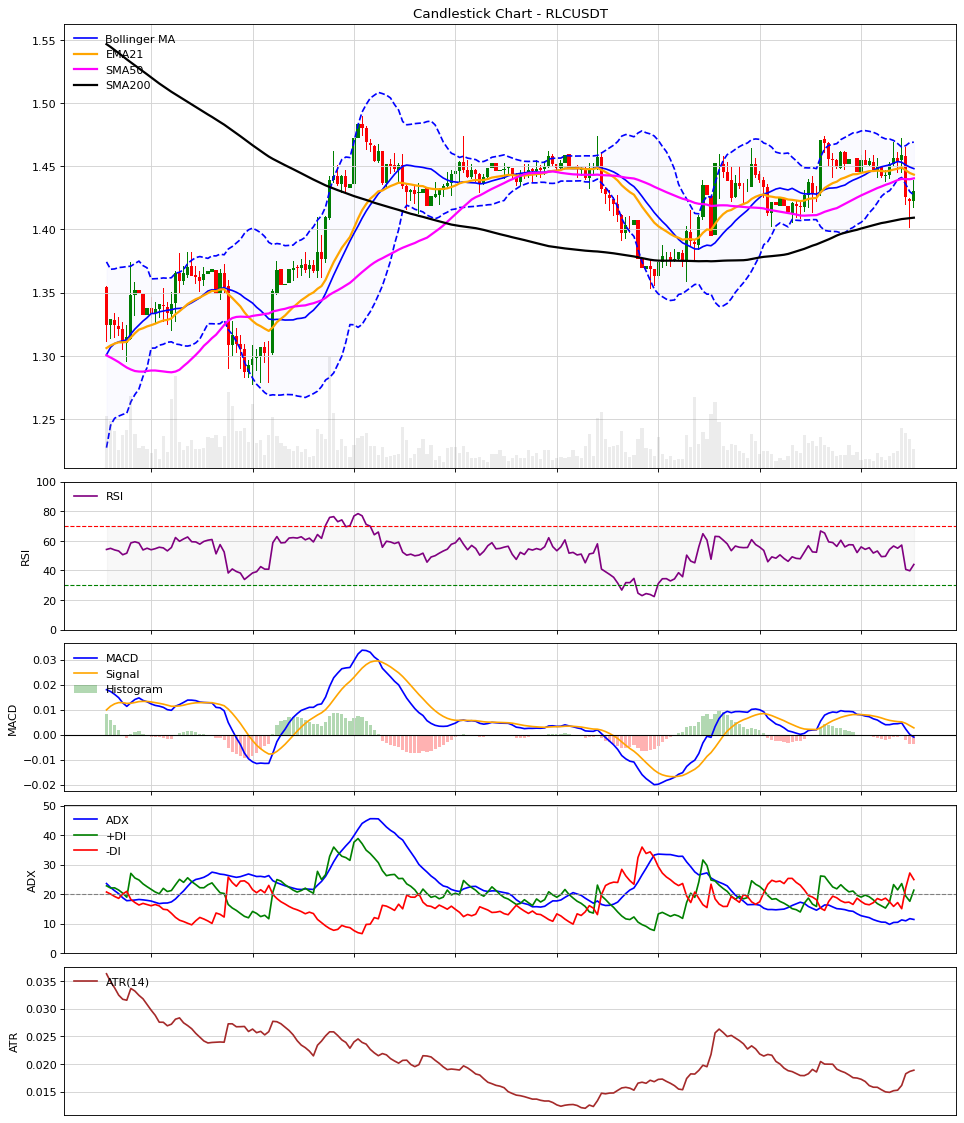 Candlestick Chart - RLCUSDT
Bollinger MA
EMA21
SMA50
SMA200
1.55
1.50
1.45
1.40
1.35
1.30
1.25
RSI
RSI
100
80
60
40
20
0
MACD
Signal
Histogram
MACD
0.03
0.02
0.01
0.00
−0.01
−0.02
ADX
+DI
-DI
ADX
50
40
30
20
10
0
ATR(14)
ATR
0.035
0.030
0.025
0.020
0.015